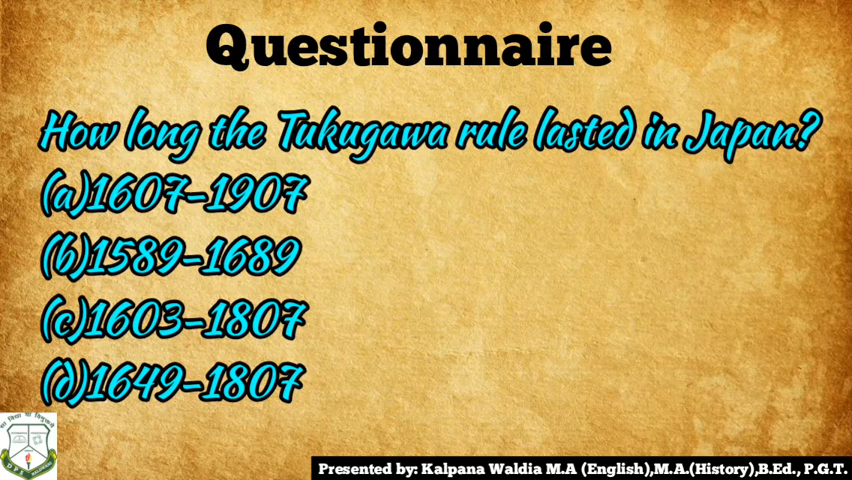 Questionnaire
How long the Tukugawa rule lasted in Japan?
(a)1607-1907
(b)1589-1689
(c)1603-1807
(d)1649-1807
Presented by: Kalpana Waldia M.A (English),M.A.(History),B.Ed., P.G.T.